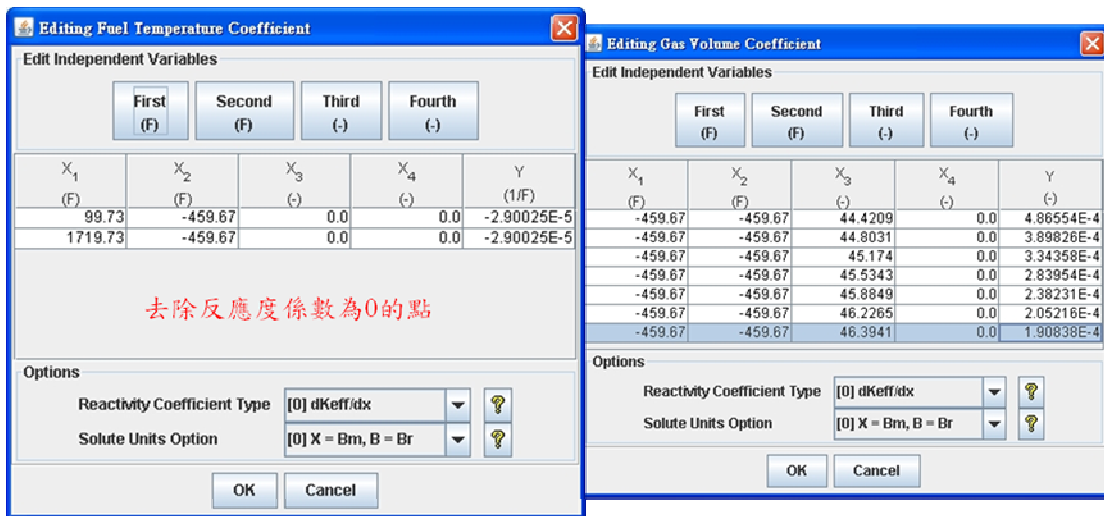 Editing Fuel Temperature Coefficient
Edit Independent Variables
First Second Third Fourth
(F) (F) (-) (-)
X1 X2 X3 X4 Y
(F) (F) (-) (-) (1/F)
99.73 -459.67 0.0 0.0 -2.90025E-5
1719.73 -459.67 0.0 0.0 -2.90025E-5
去除反應度係數為0的點
Options
Reactivity Coefficient Type [0] dKeff/dx
Solute Units Option [0] X = Bm, B = Br
OK Cancel
Editing Gas Volume Coefficient
Edit Independent Variables
First Second Third Fourth
(F) (F) (-) (-)
X1 X2 X3 X4 Y
(F) (F) (-) (-) (-)
-459.67 -459.67 44.4209 0.0 4.86554E-4
-459.67 -459.67 44.8031 0.0 3.89826E-4
-459.67 -459.67 45.174 0.0 3.34358E-4
-459.67 -459.67 45.5343 0.0 2.83954E-4
-459.67 -459.67 45.8849 0.0 2.38231E-4
-459.67 -459.67 46.2265 0.0 2.05216E-4
-459.67 -459.67 46.3941 0.0 1.90838E-4
Options
Reactivity Coefficient Type [0] dKeff/dx
Solute Units Option [0] X = Bm, B = Br
OK Cancel